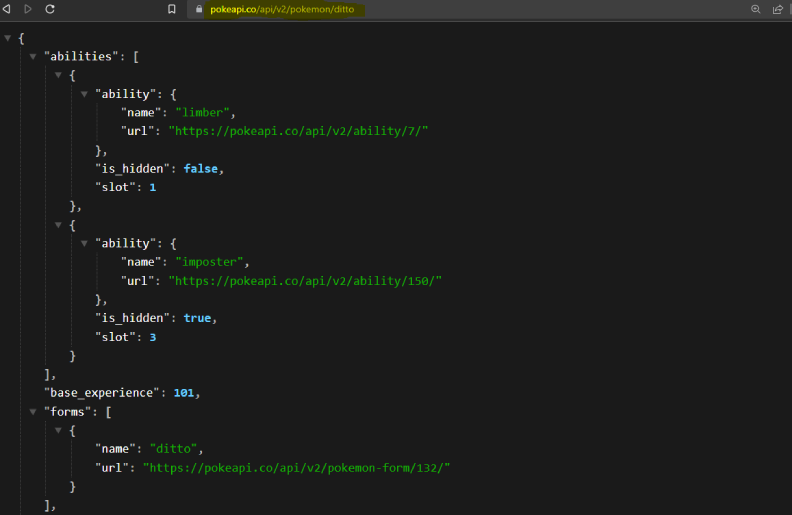 pokeapi.co/api/v2/pokemon/ditto
{
"abilities": [
{
"ability": {
"name": "limber",
"url": "https://pokeapi.co/api/v2/ability/7/"
},
"is_hidden": false,
"slot": 1
},
{
"ability": {
"name": "imposter",
"url": "https://pokeapi.co/api/v2/ability/150/"
},
"is_hidden": true,
"slot": 3
}
],
"base_experience": 101,
"forms": [
{
"name": "ditto",
"url": "https://pokeapi.co/api/v2/pokemon-form/132/"
}
],